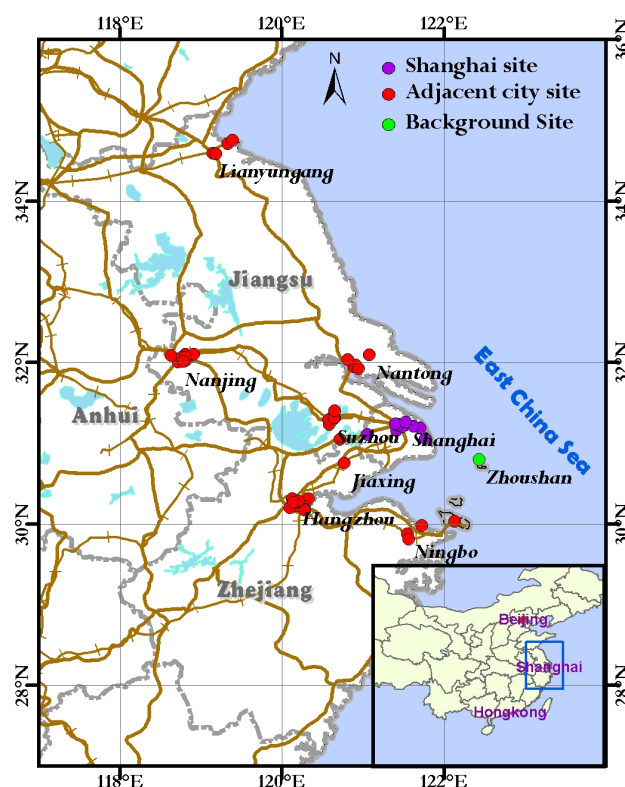 118°E 120°E 122°E
36°N 36°N
N
Shanghai site
Adjacent city site
Background Site
Lianyungang
34°N 34°N
Jiangsu
32°N 32°N
Nantong
Nanjing
East China Sea
Anhui
Suzhou Shanghai
Zhoushan
Jiaxing
30°N 30°N
Hangzhou
Ningbo
Zhejiang
Beijing
Shanghai
28°N 28°N
Hongkong
118°E 120°E 122°E